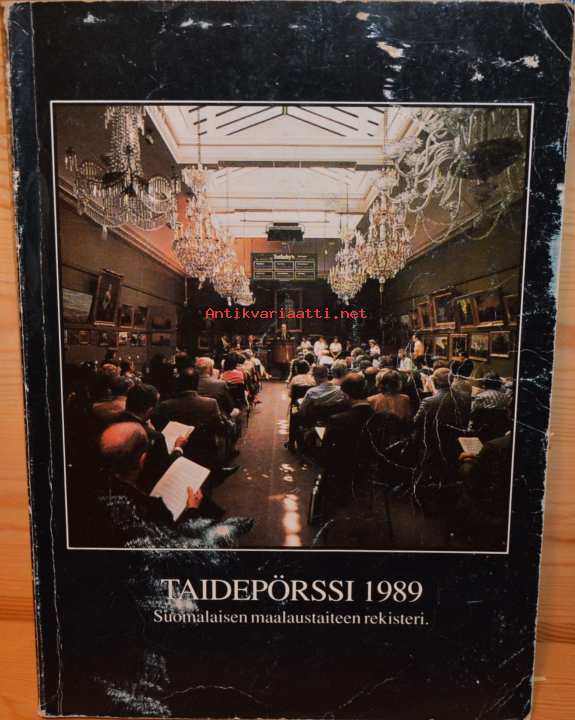 Sotheby's
Antikvariaatti.net
TAIDEPÖRSSI 1989
Suomalaisen maalaustaiteen rekisteri.